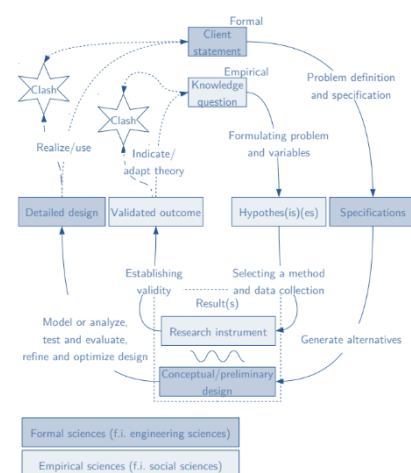 Formal
Client
statement
Clash
Empirical
Knowledge
question
Clash
Problem definition
and specification
Formulating problem
and variables
Realize/use
Indicate/
adapt theory
Detailed design
Validated outcome
Hypothes(is)(es)
Specifications
Establishing
validity
Selecting a method
and data collection
Result(s)
Model or analyze,
test and evaluate,
refine and optimize design
Research instrument
Generate alternatives
Conceptual/preliminary
design
Formal sciences (f.i. engineering sciences)
Empirical sciences (f.i. social sciences)